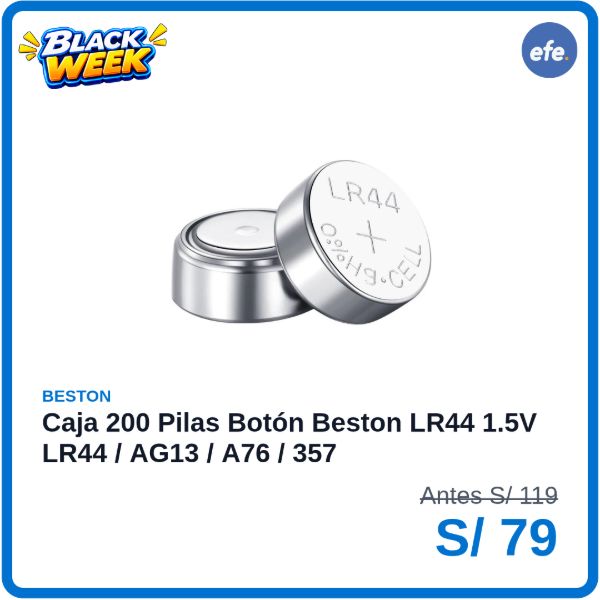 BLACK
WEEK
efe.
LR44
+
0%Hg·CELL
BESTON
Caja 200 Pilas Botón Beston LR44 1.5V
LR44 / AG13 / A76 / 357
Antes S/ 119
S/ 79